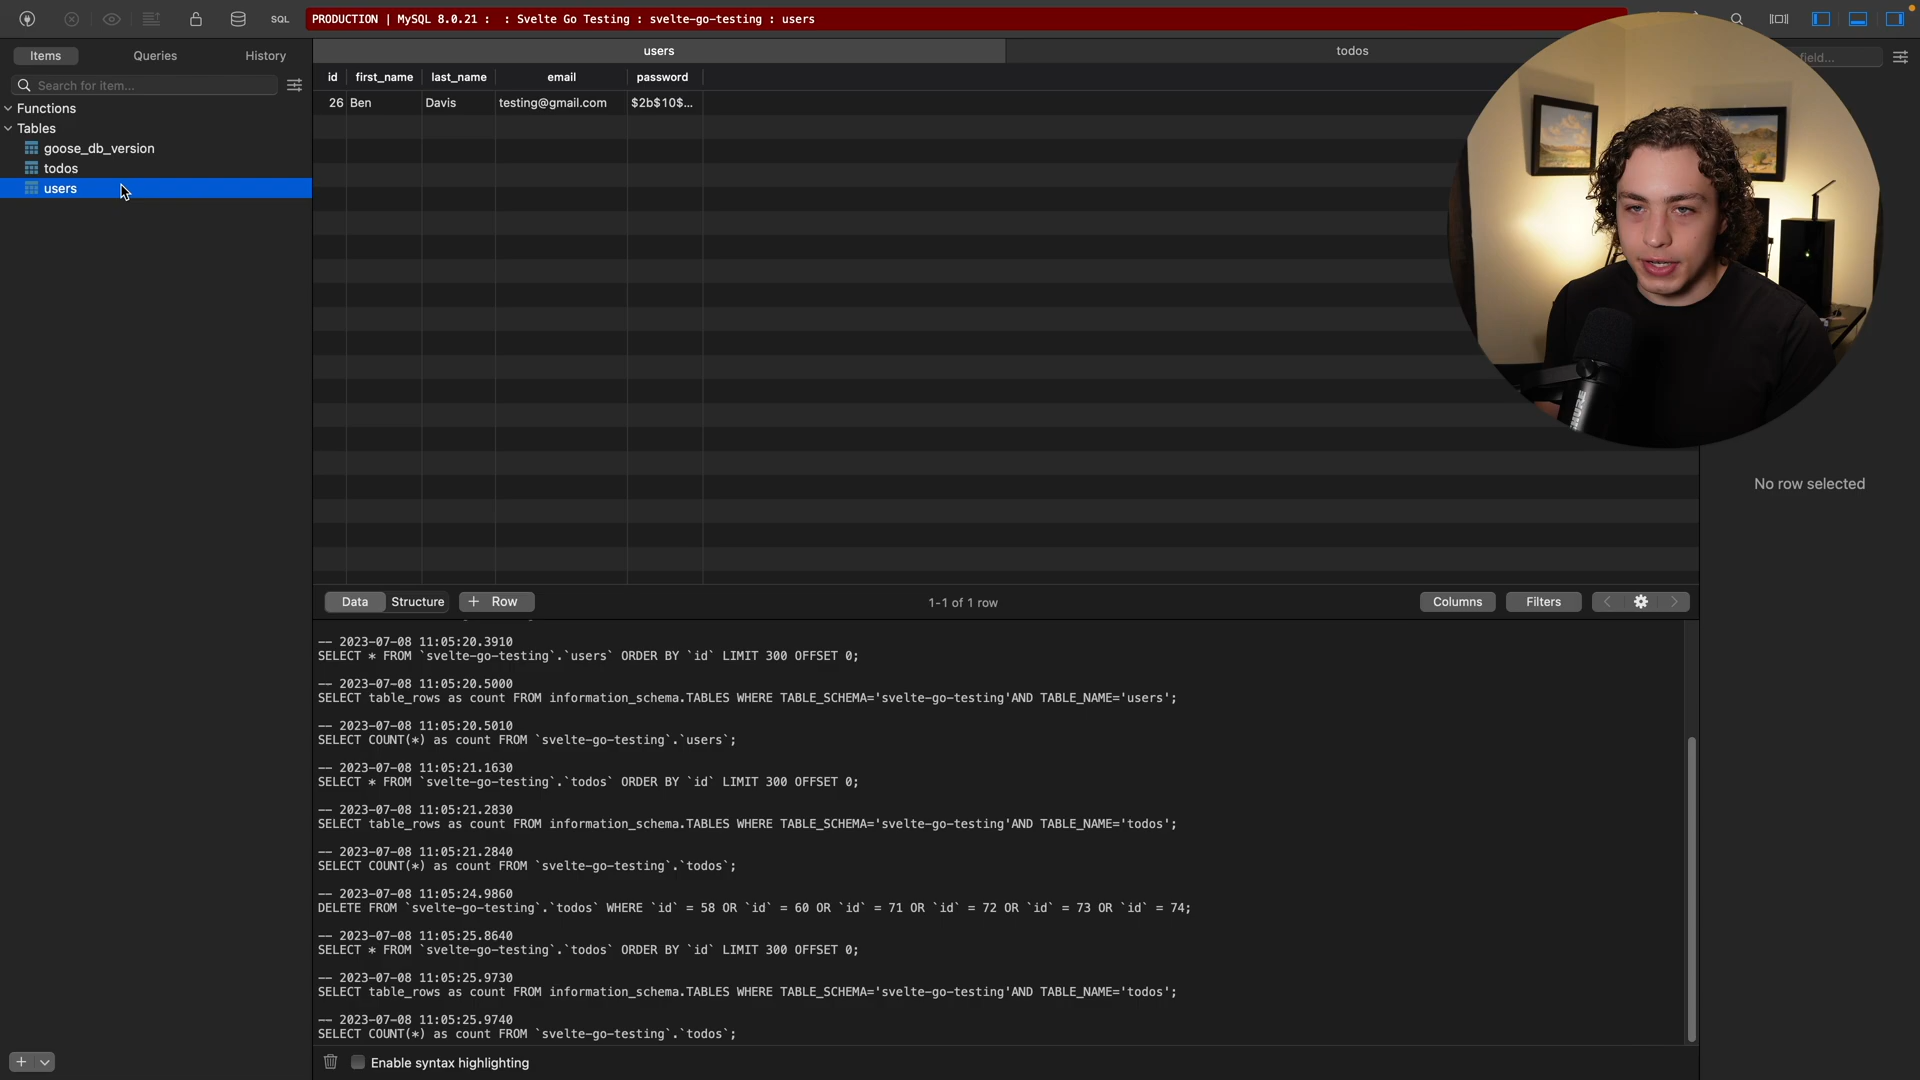 SQL
PRODUCTION | MySQL 8.0.21 : : Svelte Go Testing : svelte-go-testing : users
Items
Queries
History
Search for item...
Functions
Tables
goose_db_version
todos
users
users
todos
field...
id
first_name
last_name
email
password
26
Ben
Davis
testing@gmail.com
$2b$10$...
No row selected
Data
Structure
+ Row
1-1 of 1 row
Columns
Filters
-- 2023-07-08 11:05:20.3910
SELECT * FROM `svelte-go-testing`.`users` ORDER BY `id` LIMIT 300 OFFSET 0;
-- 2023-07-08 11:05:20.5000
SELECT table_rows as count FROM information_schema.TABLES WHERE TABLE_SCHEMA='svelte-go-testing'AND TABLE_NAME='users';
-- 2023-07-08 11:05:20.5010
SELECT COUNT(*) as count FROM `svelte-go-testing`.`users`;
-- 2023-07-08 11:05:21.1630
SELECT * FROM `svelte-go-testing`.`todos` ORDER BY `id` LIMIT 300 OFFSET 0;
-- 2023-07-08 11:05:21.2830
SELECT table_rows as count FROM information_schema.TABLES WHERE TABLE_SCHEMA='svelte-go-testing'AND TABLE_NAME='todos';
-- 2023-07-08 11:05:21.2840
SELECT COUNT(*) as count FROM `svelte-go-testing`.`todos`;
-- 2023-07-08 11:05:24.9860
DELETE FROM `svelte-go-testing`.`todos` WHERE `id` = 58 OR `id` = 60 OR `id` = 71 OR `id` = 72 OR `id` = 73 OR `id` = 74;
-- 2023-07-08 11:05:25.8640
SELECT * FROM `svelte-go-testing`.`todos` ORDER BY `id` LIMIT 300 OFFSET 0;
-- 2023-07-08 11:05:25.9730
SELECT table_rows as count FROM information_schema.TABLES WHERE TABLE_SCHEMA='svelte-go-testing'AND TABLE_NAME='todos';
-- 2023-07-08 11:05:25.9740
SELECT COUNT(*) as count FROM `svelte-go-testing`.`todos`;
Enable syntax highlighting